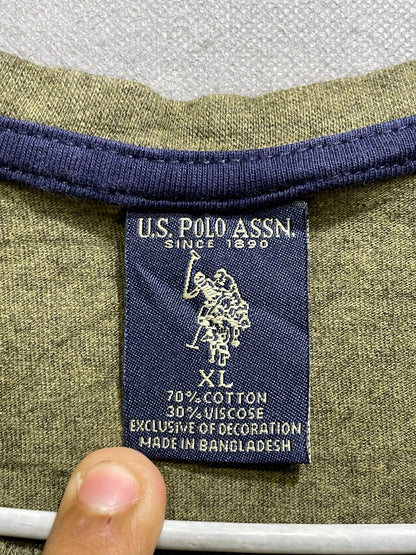 U.S. POLO ASSN.
SINCE 1890
XL
70% COTTON
30% VISCOSE
EXCLUSIVE OF DECORATION
MADE IN BANGLADESH